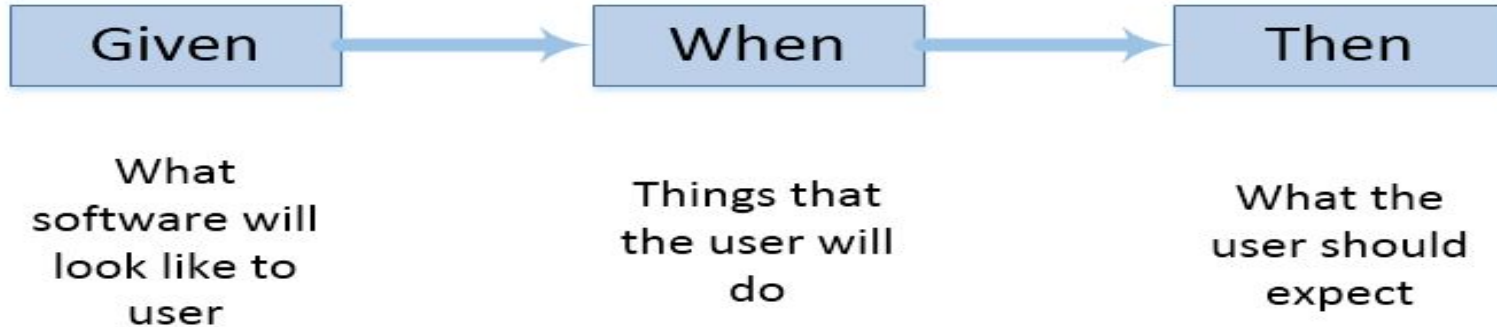 Given
When
Then
What
software will
look like to
user
Things that
the user will
do
What the
user should
expect